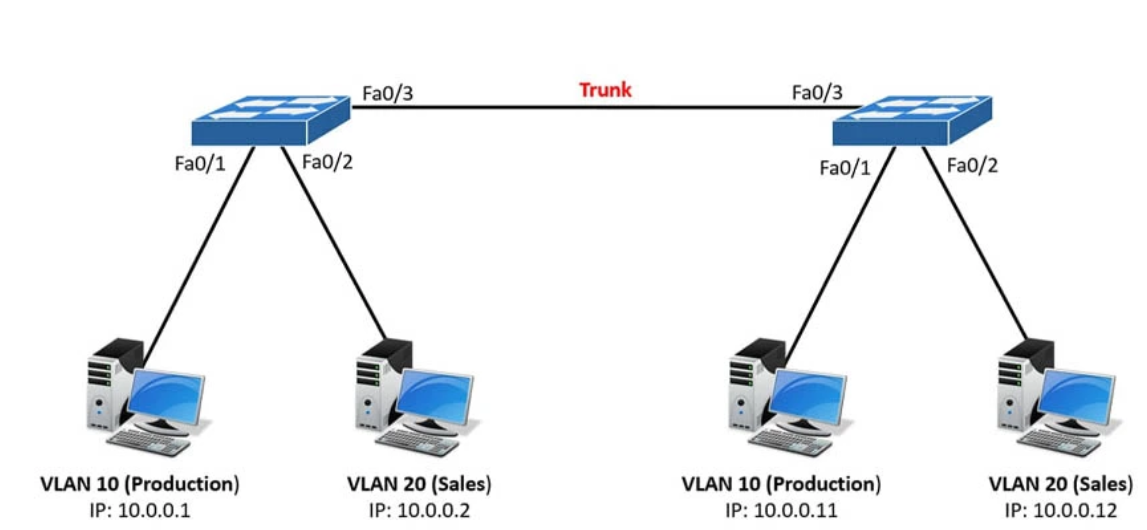 Fa0/3
Trunk
Fa0/3
Fa0/1
Fa0/2
Fa0/1
Fa0/2
VLAN 10 (Production)
IP: 10.0.0.1
VLAN 20 (Sales)
IP: 10.0.0.2
VLAN 10 (Production)
IP: 10.0.0.11
VLAN 20 (Sales)
IP: 10.0.0.12